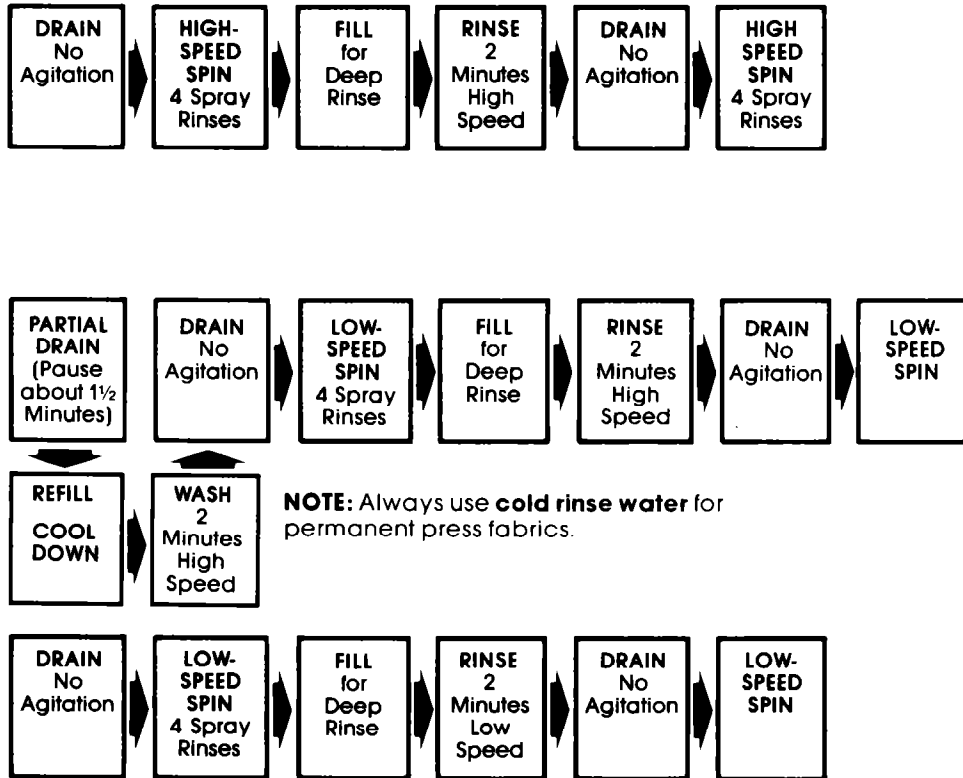 DRAIN
No
Agitation
HIGH-
SPEED
SPIN
4 Spray
Rinses
FILL
for
Deep
Rinse
RINSE
2
Minutes
High
Speed
DRAIN
No
Agitation
HIGH
SPEED
SPIN
4 Spray
Rinses
PARTIAL
DRAIN
(Pause
about 1½
Minutes)
REFILL
COOL
DOWN
WASH
2
Minutes
High
Speed
DRAIN
No
Agitation
LOW-
SPEED
SPIN
4 Spray
Rinses
FILL
for
Deep
Rinse
RINSE
2
Minutes
High
Speed
DRAIN
No
Agitation
LOW-
SPEED
SPIN
NOTE: Always use cold rinse water for
permanent press fabrics.
DRAIN
No
Agitation
LOW-
SPEED
SPIN
4 Spray
Rinses
FILL
for
Deep
Rinse
RINSE
2
Minutes
Low
Speed
DRAIN
No
Agitation
LOW-
SPEED
SPIN